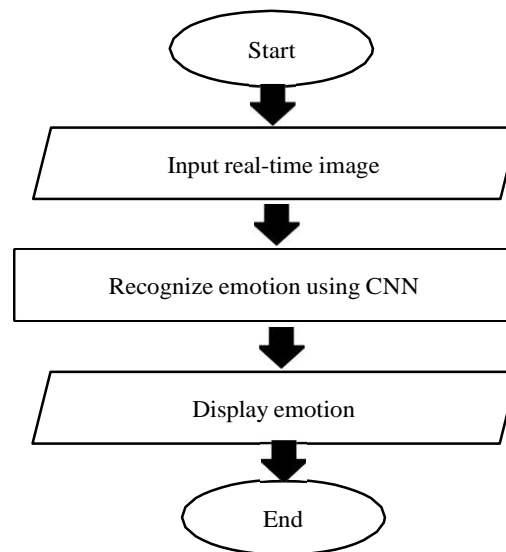 Start
Input real-time image
Recognize emotion using CNN
Display emotion
End